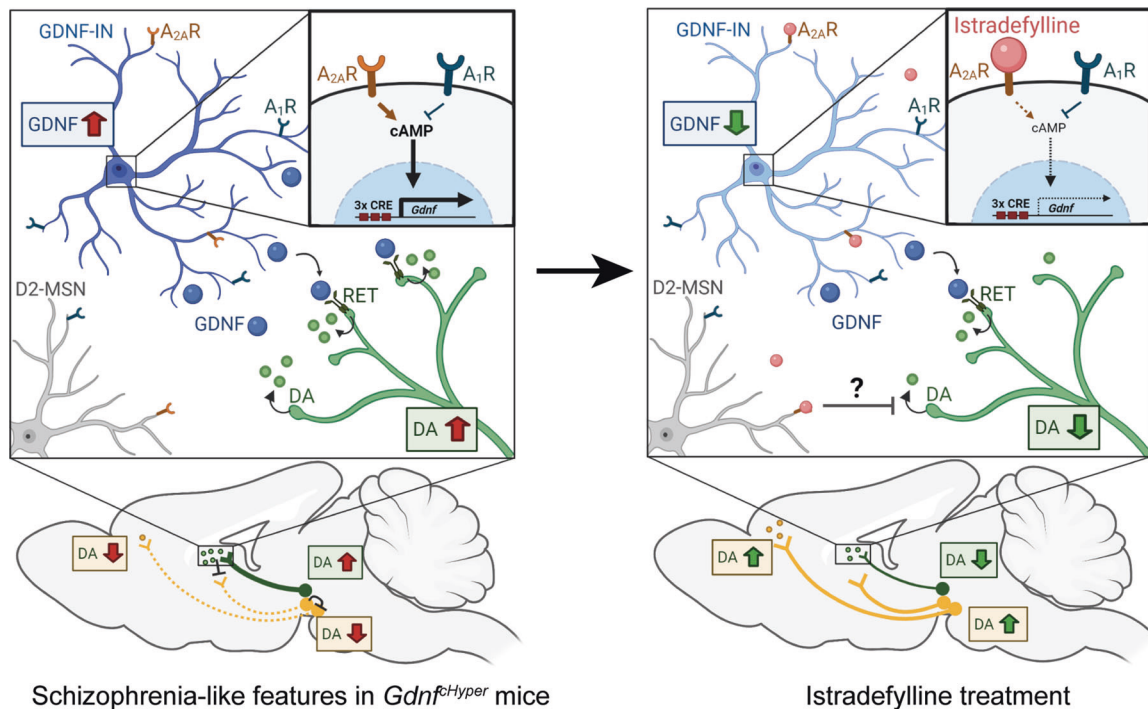 GDNF-IN
A2AR
A2AR
A1R
GDNF
A1R
cAMP
3x CRE
Gdnf
D2-MSN
RET
GDNF
DA
DA
DA
DA
DA
Schizophrenia-like features in GdnfcHyper mice
GDNF-IN
A2AR
Istradefylline
A2AR
A1R
GDNF
A1R
cAMP
3x CRE
Gdnf
D2-MSN
RET
GDNF
?
DA
DA
DA
DA
DA
Istradefylline treatment